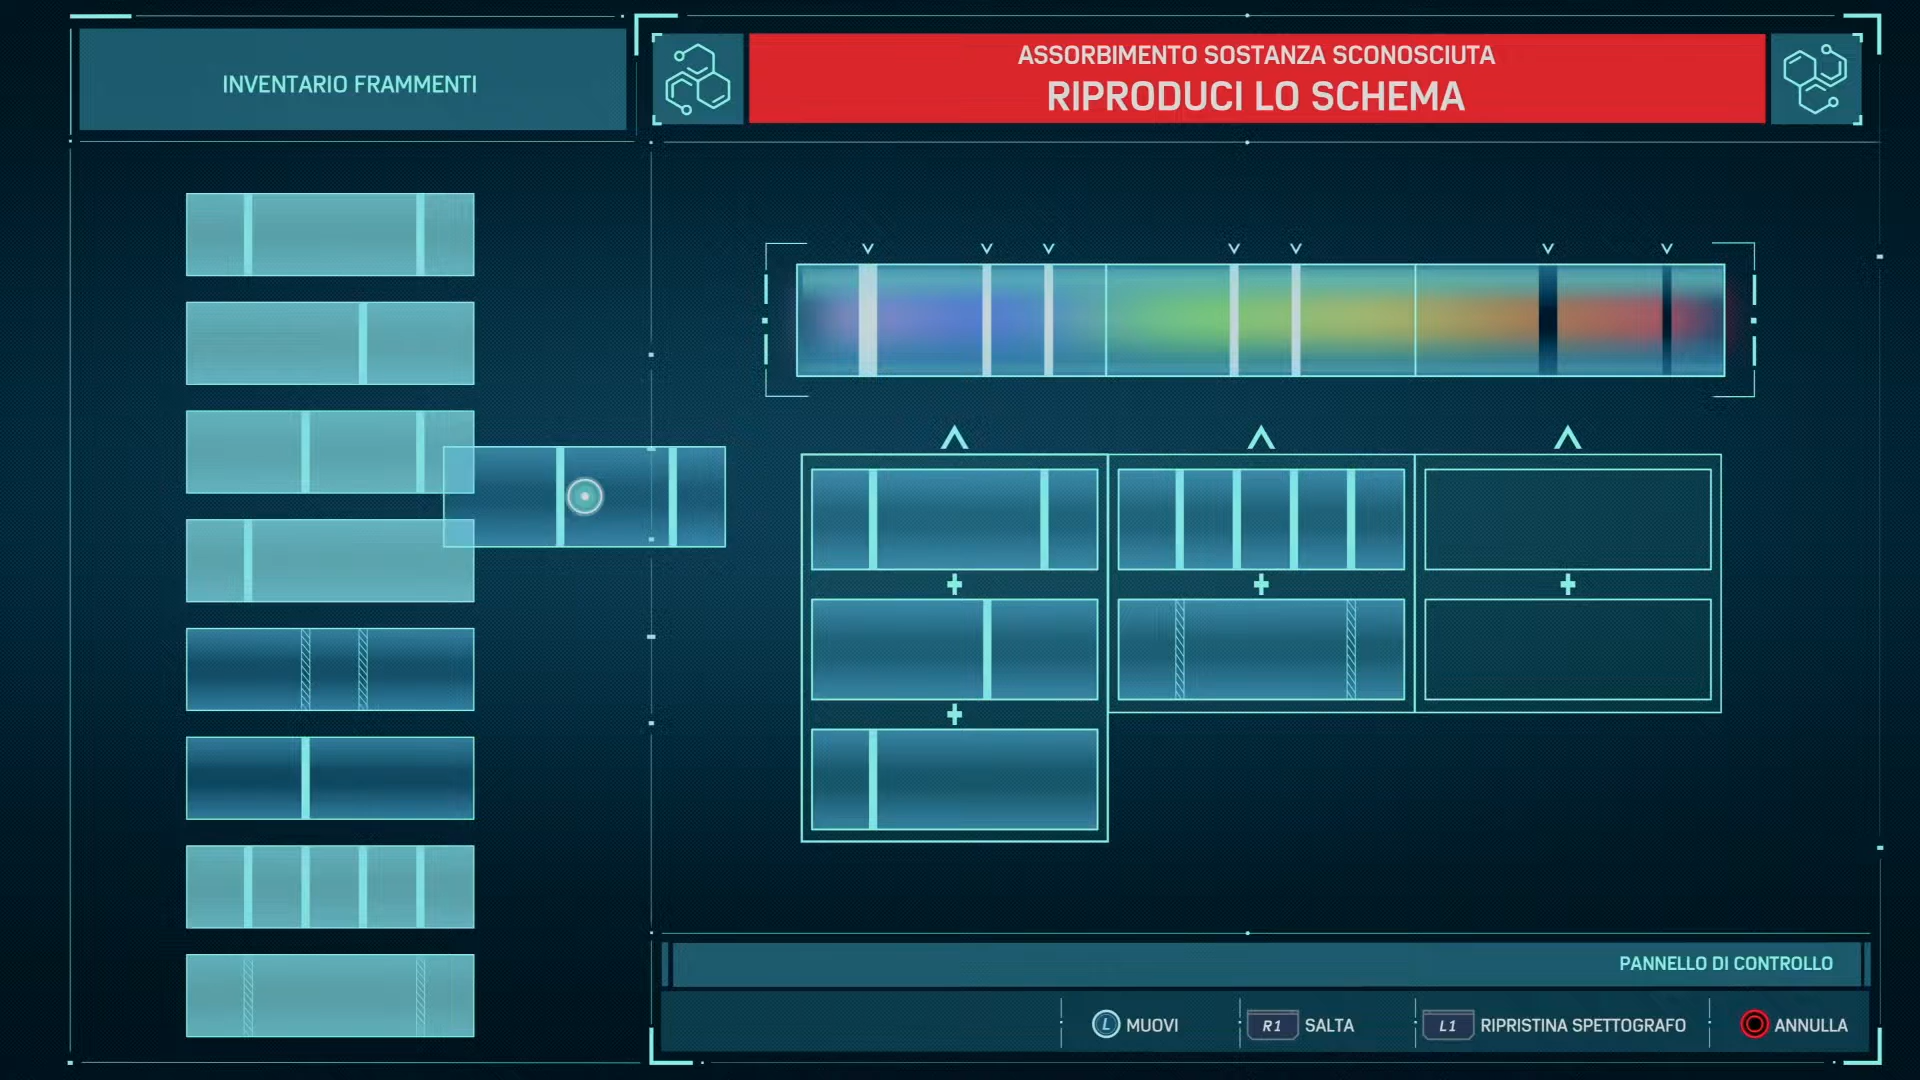 INVENTARIO FRAMMENTI
ASSORBIMENTO SOSTANZA SCONOSCIUTA
RIPRODUCI LO SCHEMA
PANNELLO DI CONTROLLO
L MUOVI
R1 SALTA
L1 RIPRISTINA SPETTOGRAFO
ANNULLA